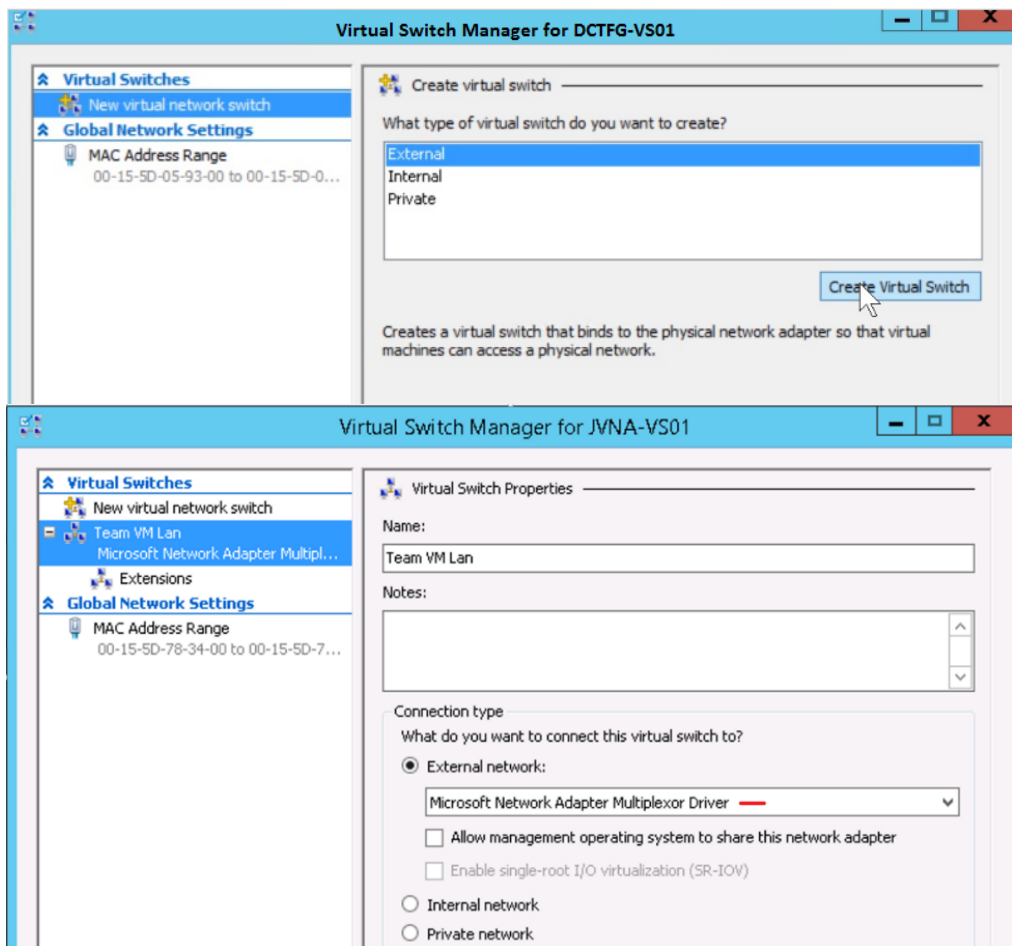 Virtual Switch Manager for DCTFG-VS01
Virtual Switches
New virtual network switch
Global Network Settings
MAC Address Range
00-15-5D-05-93-00 to 00-15-5D-0...
Create virtual switch
What type of virtual switch do you want to create?
External
Internal
Private
Create Virtual Switch
Creates a virtual switch that binds to the physical network adapter so that virtual
machines can access a physical network.
Virtual Switch Manager for JVNA-VS01
Virtual Switches
New virtual network switch
Team VM Lan
Microsoft Network Adapter Multipl...
Extensions
Global Network Settings
MAC Address Range
00-15-5D-78-34-00 to 00-15-5D-7...
Virtual Switch Properties
Name:
Team VM Lan
Notes:
Connection type
What do you want to connect this virtual switch to?
External network:
Microsoft Network Adapter Multiplexor Driver
Allow management operating system to share this network adapter
Enable single-root I/O virtualization (SR-IOV)
Internal network
Private network